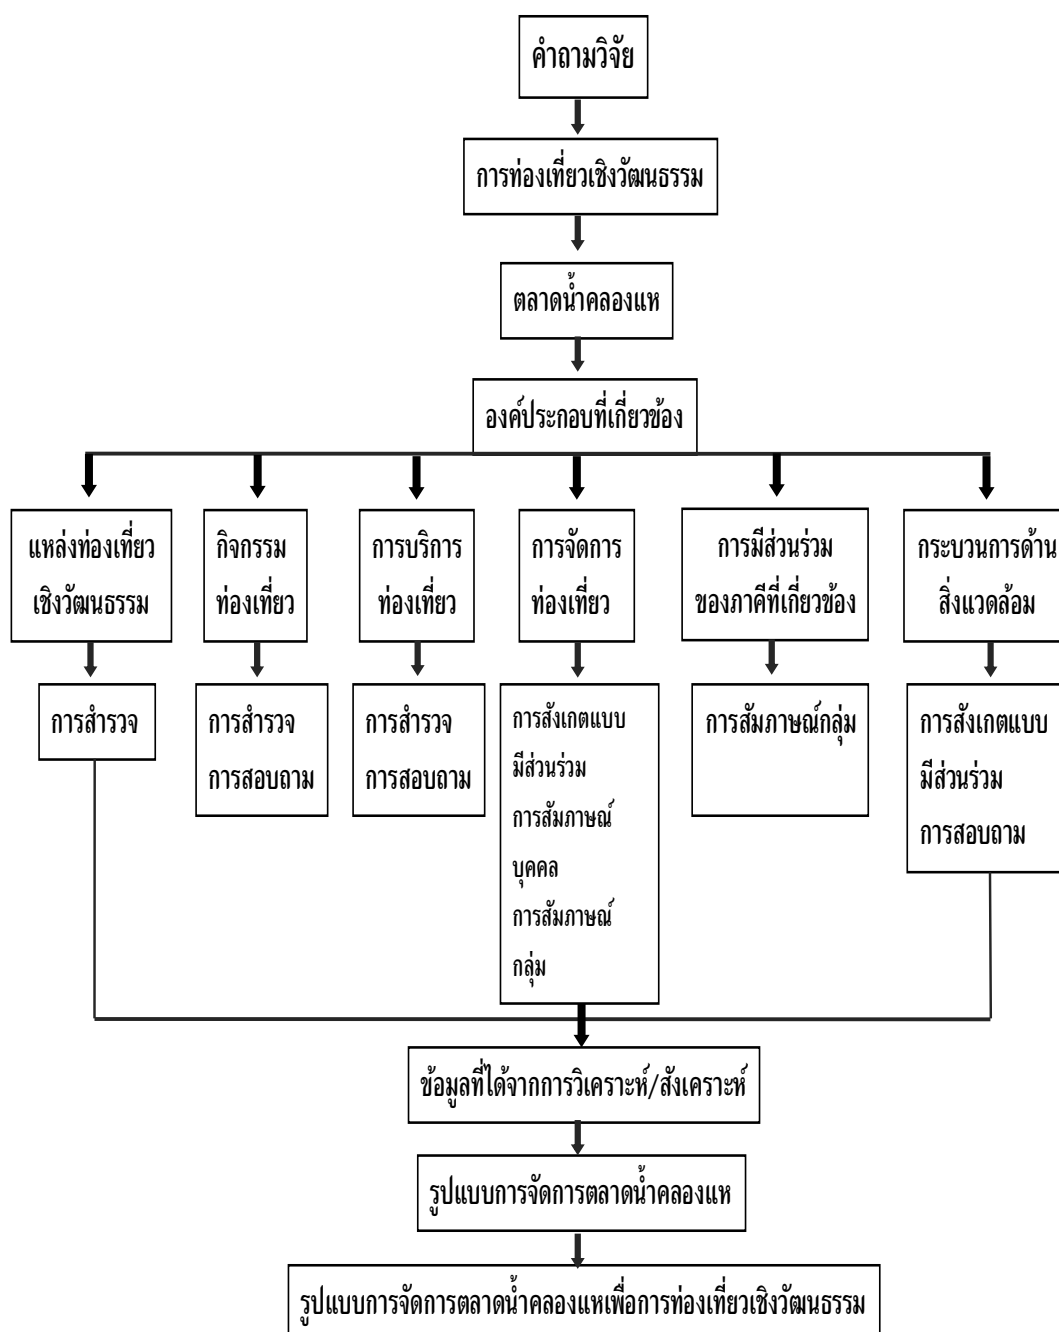 คำถามวิจัย
การท่องเที่ยวเชิงวัฒนธรรม
ตลาดน้ำคลองแห
องค์ประกอบที่เกี่ยวข้อง
แหล่งท่องเที่ยว
เชิงวัฒนธรรม
กิจกรรม
ท่องเที่ยว
การบริการ
ท่องเที่ยว
การจัดการ
ท่องเที่ยว
การมีส่วนร่วม
ของภาคีที่เกี่ยวข้อง
กระบวนการด้าน
สิ่งแวดล้อม
การสำรวจ
การสำรวจ
การสอบถาม
การสำรวจ
การสอบถาม
การสังเกตแบบ
มีส่วนร่วม
การสัมภาษณ์
บุคคล
การสัมภาษณ์
กลุ่ม
การสัมภาษณ์กลุ่ม
การสังเกตแบบ
มีส่วนร่วม
การสอบถาม
ข้อมูลที่ได้จากการวิเคราะห์/สังเคราะห์
รูปแบบการจัดการตลาดน้ำคลองแห
รูปแบบการจัดการตลาดน้ำคลองแหเพื่อการท่องเที่ยวเชิงวัฒนธรรม